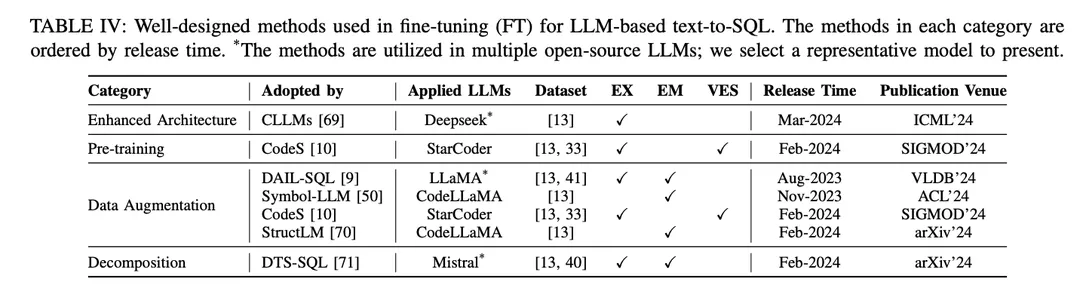 TABLE IV: Well-designed methods used in fine-tuning (FT) for LLM-based text-to-SQL. The methods in each category are
ordered by release time. *The methods are utilized in multiple open-source LLMs; we select a representative model to present.
Category Adopted by Applied LLMs Dataset EX EM VES Release Time Publication Venue
Enhanced Architecture CLLMs [69] Deepseek* [13] ✓ Mar-2024 ICML'24
Pre-training CodeS [10] StarCoder [13, 33] ✓ ✓ Feb-2024 SIGMOD'24
Data Augmentation DAIL-SQL [9] LLaMA* [13, 41] ✓ ✓ Aug-2023 VLDB'24
Symbol-LLM [50] CodeLLaMA [13] ✓ Nov-2023 ACL'24
CodeS [10] StarCoder [13, 33] ✓ ✓ Feb-2024 SIGMOD'24
StructLM [70] CodeLLaMA [13] ✓ Feb-2024 arXiv'24
Decomposition DTS-SQL [71] Mistral* [13, 40] ✓ ✓ Feb-2024 arXiv'24